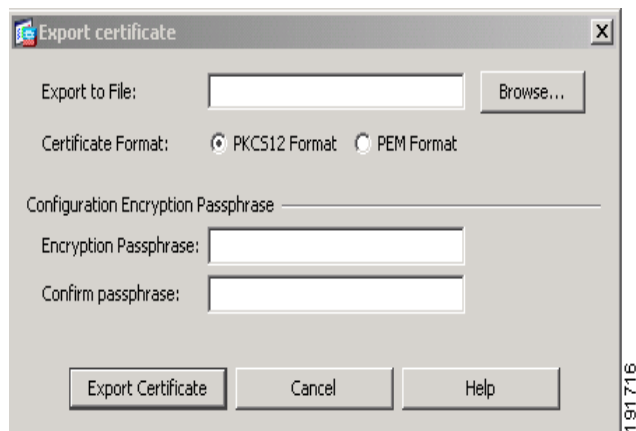 Export certificate
Export to File:
Browse...
Certificate Format: PKCS12 Format PEM Format
Configuration Encryption Passphrase
Encryption Passphrase:
Confirm passphrase:
Export Certificate Cancel Help
191716